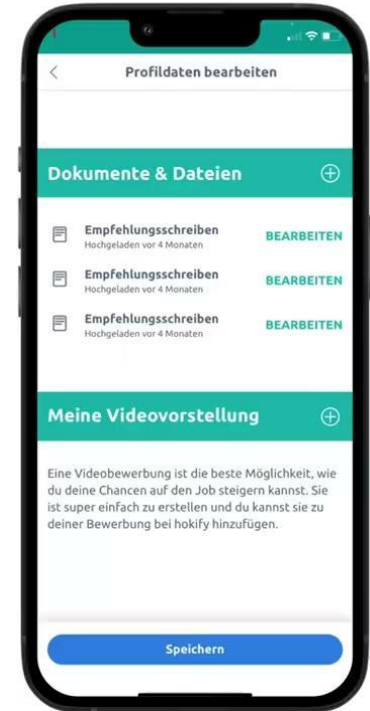 Profildaten bearbeiten
Dokumente & Dateien
Empfehlungsschreiben
Hochgeladen vor 4 Monaten
BEARBEITEN
Empfehlungsschreiben
Hochgeladen vor 4 Monaten
BEARBEITEN
Empfehlungsschreiben
Hochgeladen vor 4 Monaten
BEARBEITEN
Meine Videovorstellung
Eine Videobewerbung ist die beste Möglichkeit, wie
du deine Chancen auf den Job steigern kannst. Sie
ist super einfach zu erstellen und du kannst sie zu
deiner Bewerbung bei hokify hinzufügen.
Speichern